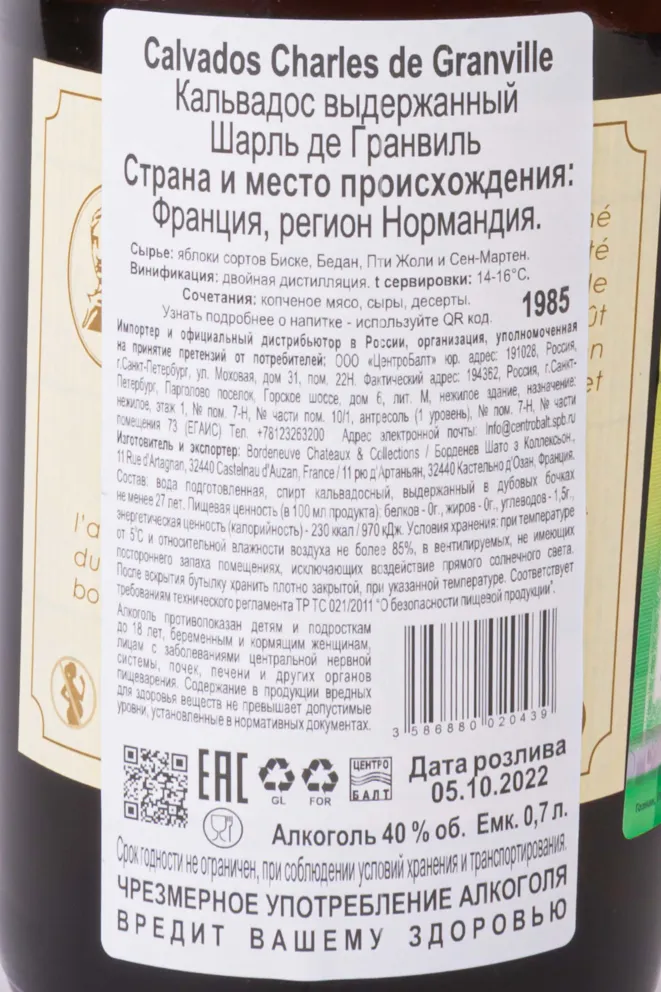 Calvados Charles de Granville
Кальвадос выдержанный
Шарль де Гранвиль
Страна и место происхождения:
Франция, регион Нормандия.
Сырье: яблоки сортов Биске, Бедан, Пти Жоли и Сен-Мартен.
Винификация: двойная дистилляция. t сервировки: 14-16°С.
Сочетания: копченое мясо, сыры, десерты.
Узнать подробнее о напитке - используйте QR код.
1985
Импортер и официальный дистрибьютор в России, организация, уполномоченная
на принятие претензий от потребителей: ООО «ЦентроБалт» юр. адрес: 191028, Россия,
г.Санкт-Петербург, ул. Моховая, дом 31, пом. 22Н. Фактический адрес: 194362, Россия, г.Санкт-
Петербург, Парголово поселок, Горское шоссе, дом 6, лит. М, нежилое здание, назначение:
нежилое, этаж 1, № пом. 7-Н, № части пом. 10/1, антресоль (1 уровень), № пом. 7-Н, № части
помещения 73 (ЕГАИС) Тел. +78123263200 Адрес электронной почты: Info@centrobalt.spb.ru
Изготовитель и экспортер: Bordeneuve Chateaux & Collections / Борденев Шато э Коллексьон,
11 Rue d'Artagnan, 32440 Castelnau d'Auzan, France / 11 рю д'Артаньян, 32440 Кастельно д'Озан, Франция.
Состав: вода подготовленная, спирт кальвадосный, выдержанный в дубовых бочках
не менее 27 лет. Пищевая ценность (в 100 мл продукта): белков - 0г., жиров - 0г., углеводов - 1,5г.,
энергетическая ценность (калорийность) - 230 ккал / 970 кДж. Условия хранения: при температуре
от 5°С и относительной влажности воздуха не более 85%, в вентилируемых, не имеющих
постороннего запаха помещениях, исключающих воздействие прямого солнечного света.
После вскрытия бутылку хранить плотно закрытой, при указанной температуре. Соответствует
требованиям технического регламента ТР ТС 021/2011 "О безопасности пищевой продукции".
Алкоголь противопоказан детям и подросткам
до 18 лет, беременным и кормящим женщинам,
лицам с заболеваниями центральной нервной
системы, почек, печени и других органов
пищеварения. Содержание в продукции вредных
для здоровья веществ не превышает допустимые
уровни, установленные в нормативных документах.
3 586880 020439
ЕАС
GL
FOR
ЦЕНТРО
БАЛТ
Дата розлива
05.10.2022
Алкоголь 40 % об. Емк. 0,7 л.
Срок годности не ограничен, при соблюдении условий хранения и транспортирования.
ЧРЕЗМЕРНОЕ УПОТРЕБЛЕНИЕ АЛКОГОЛЯ
ВРЕДИТ ВАШЕМУ ЗДОРОВЬЮ
l'a
du
bo
né
té
le
ût
n
et